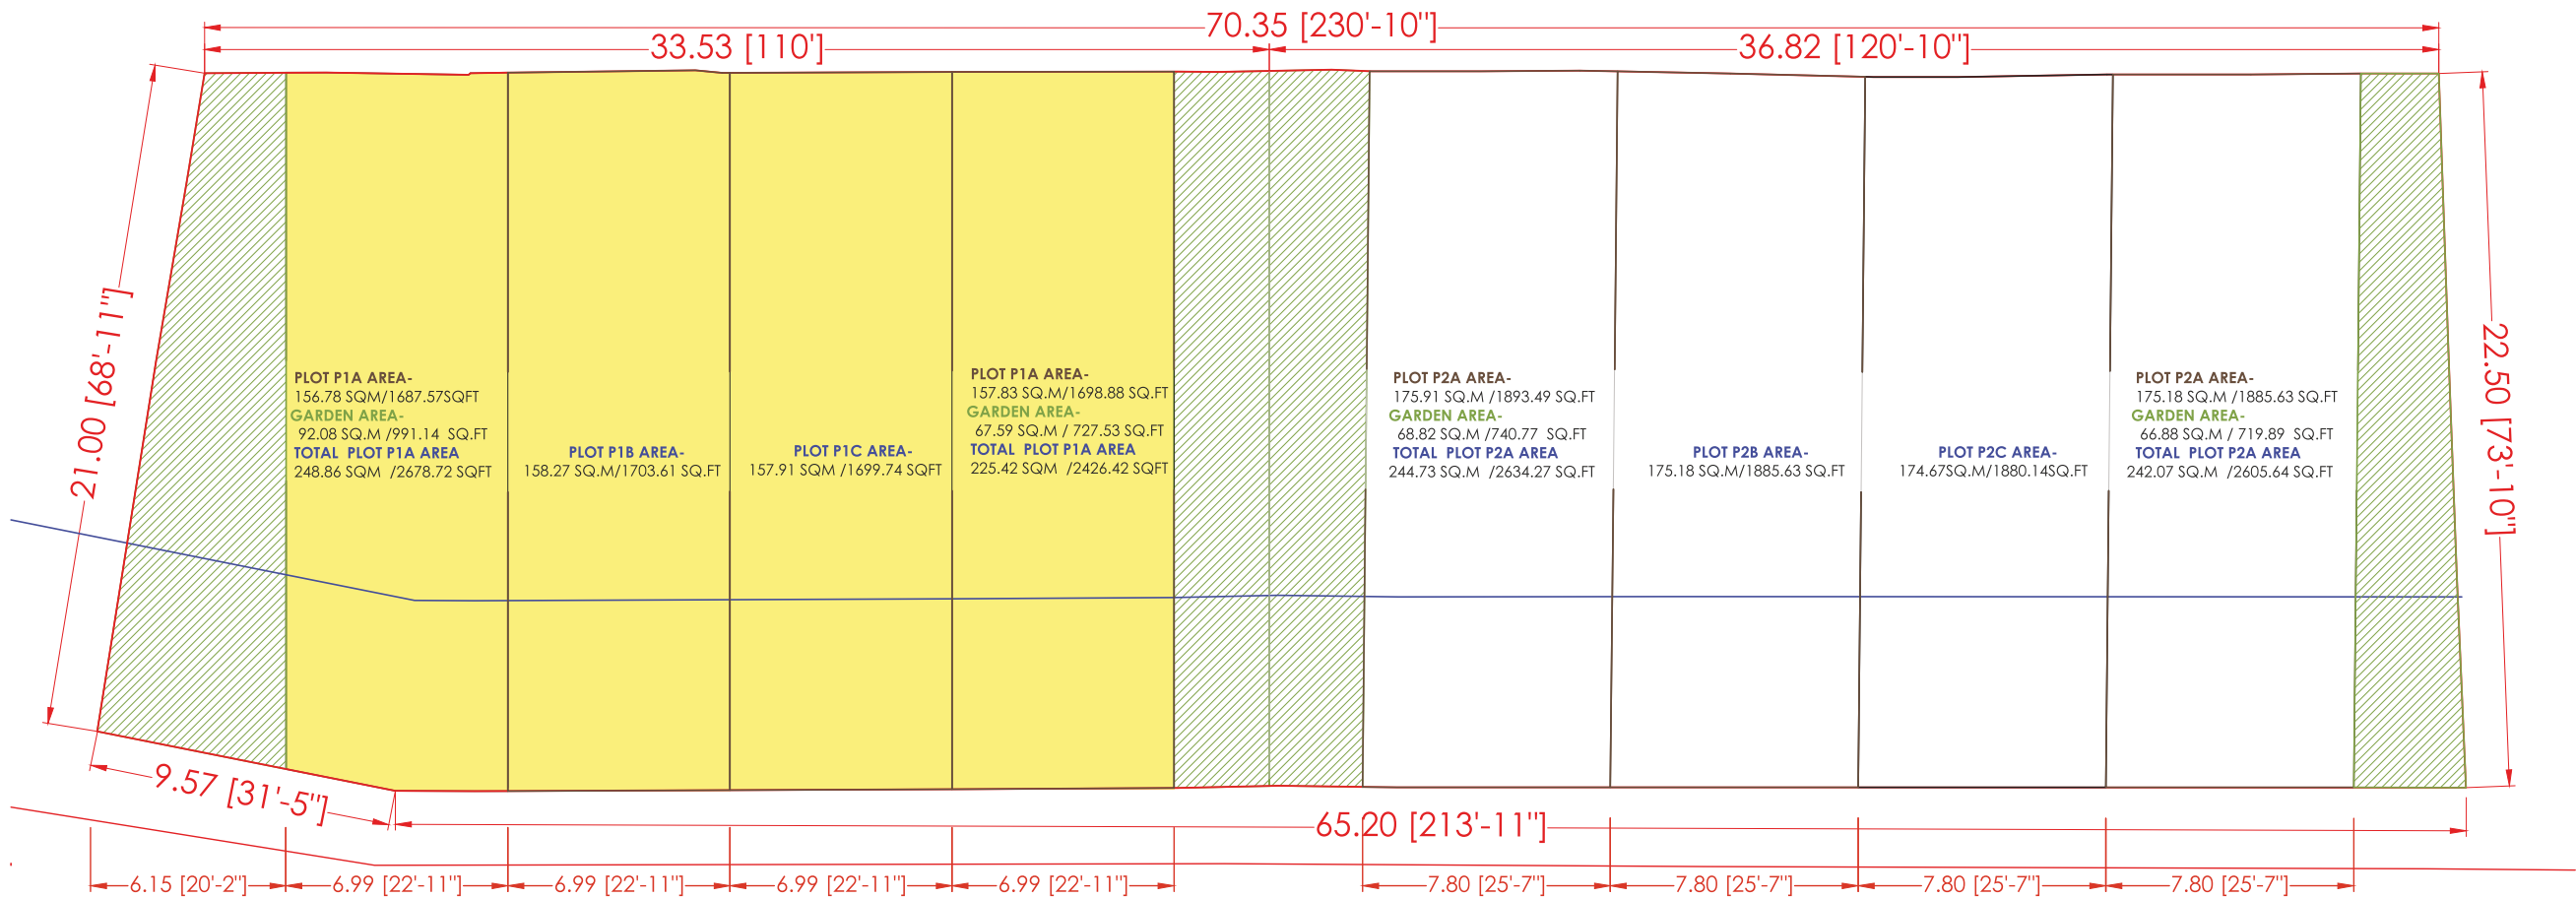 70.35 [230'-10"]
33.53 [110']
36.82 [120'-10"]
21.00 [68'-11"]
22.50 [73'-10"]
PLOT P1A AREA-
156.78 SQM/1687.57SQFT
GARDEN AREA-
92.08 SQ.M /991.14 SQ.FT
TOTAL PLOT P1A AREA
248.86 SQM /2678.72 SQFT
PLOT P1B AREA-
158.27 SQ.M/1703.61 SQ.FT
PLOT P1C AREA-
157.91 SQM /1699.74 SQFT
PLOT P1A AREA-
157.83 SQ.M/1698.88 SQ.FT
GARDEN AREA-
67.59 SQ.M / 727.53 SQ.FT
TOTAL PLOT P1A AREA
225.42 SQM /2426.42 SQFT
PLOT P2A AREA-
175.91 SQ.M /1893.49 SQ.FT
GARDEN AREA-
68.82 SQ.M /740.77 SQ.FT
TOTAL PLOT P2A AREA
244.73 SQ.M /2634.27 SQ.FT
PLOT P2B AREA-
175.18 SQ.M/1885.63 SQ.FT
PLOT P2C AREA-
174.67SQ.M/1880.14SQ.FT
PLOT P2A AREA-
175.18 SQ.M /1885.63 SQ.FT
GARDEN AREA-
66.88 SQ.M / 719.89 SQ.FT
TOTAL PLOT P2A AREA
242.07 SQ.M /2605.64 SQ.FT
9.57 [31'-5"]
65.20 [213'-11"]
6.15 [20'-2"]
6.99 [22'-11"]
6.99 [22'-11"]
6.99 [22'-11"]
6.99 [22'-11"]
7.80 [25'-7"]
7.80 [25'-7"]
7.80 [25'-7"]
7.80 [25'-7"]